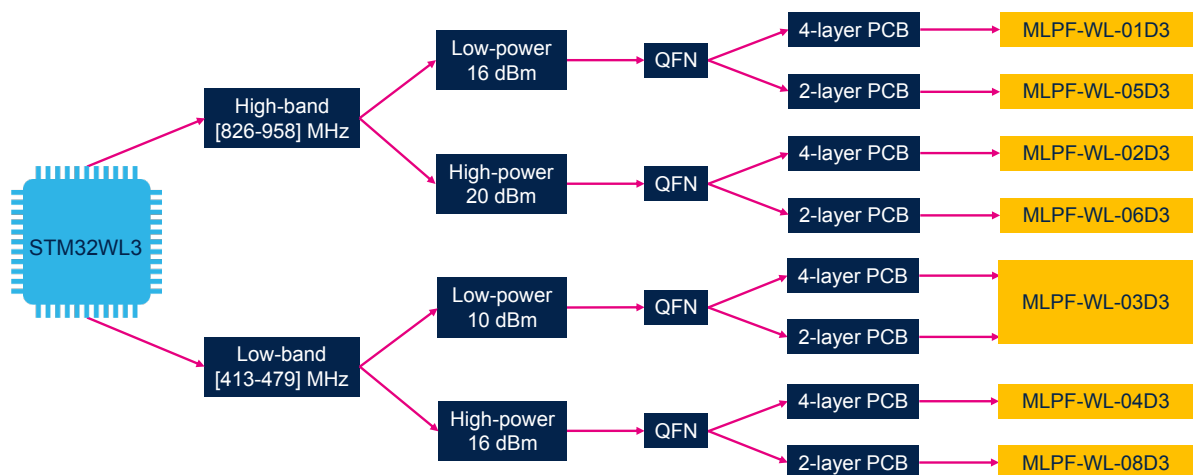 STM32WL3
High-band
[826-958] MHz
Low-power
16 dBm
QFN
4-layer PCB
MLPF-WL-01D3
2-layer PCB
MLPF-WL-05D3
High-power
20 dBm
QFN
4-layer PCB
MLPF-WL-02D3
2-layer PCB
MLPF-WL-06D3
Low-band
[413-479] MHz
Low-power
10 dBm
QFN
4-layer PCB
2-layer PCB
MLPF-WL-03D3
High-power
16 dBm
QFN
4-layer PCB
MLPF-WL-04D3
2-layer PCB
MLPF-WL-08D3